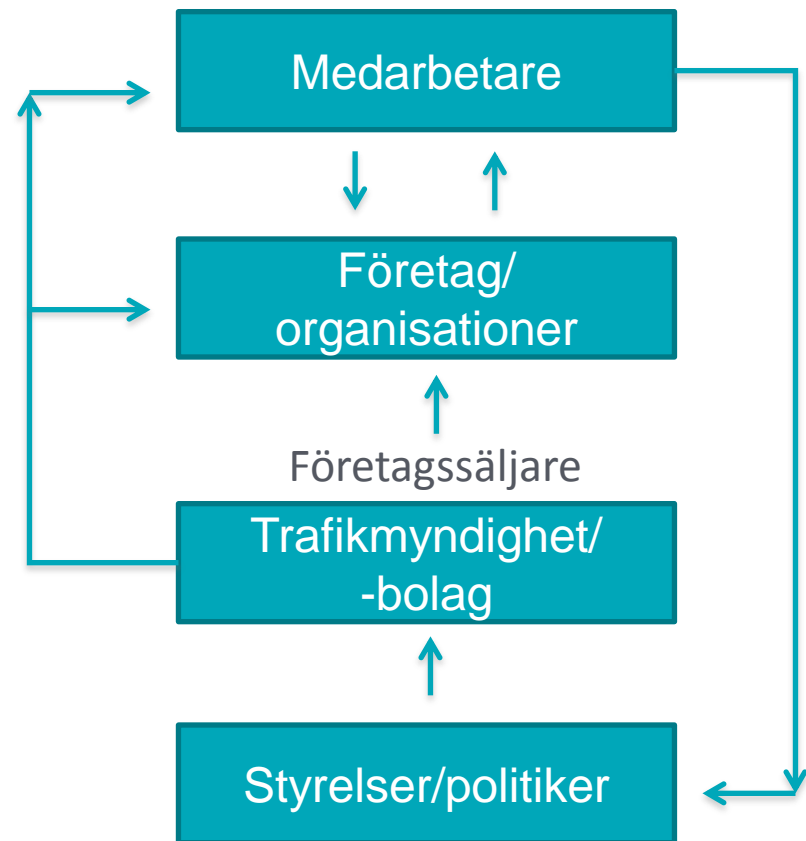 Medarbetare
Företag/
organisationer
Företagssäljare
Trafikmyndighet/
-bolag
Styrelser/politiker